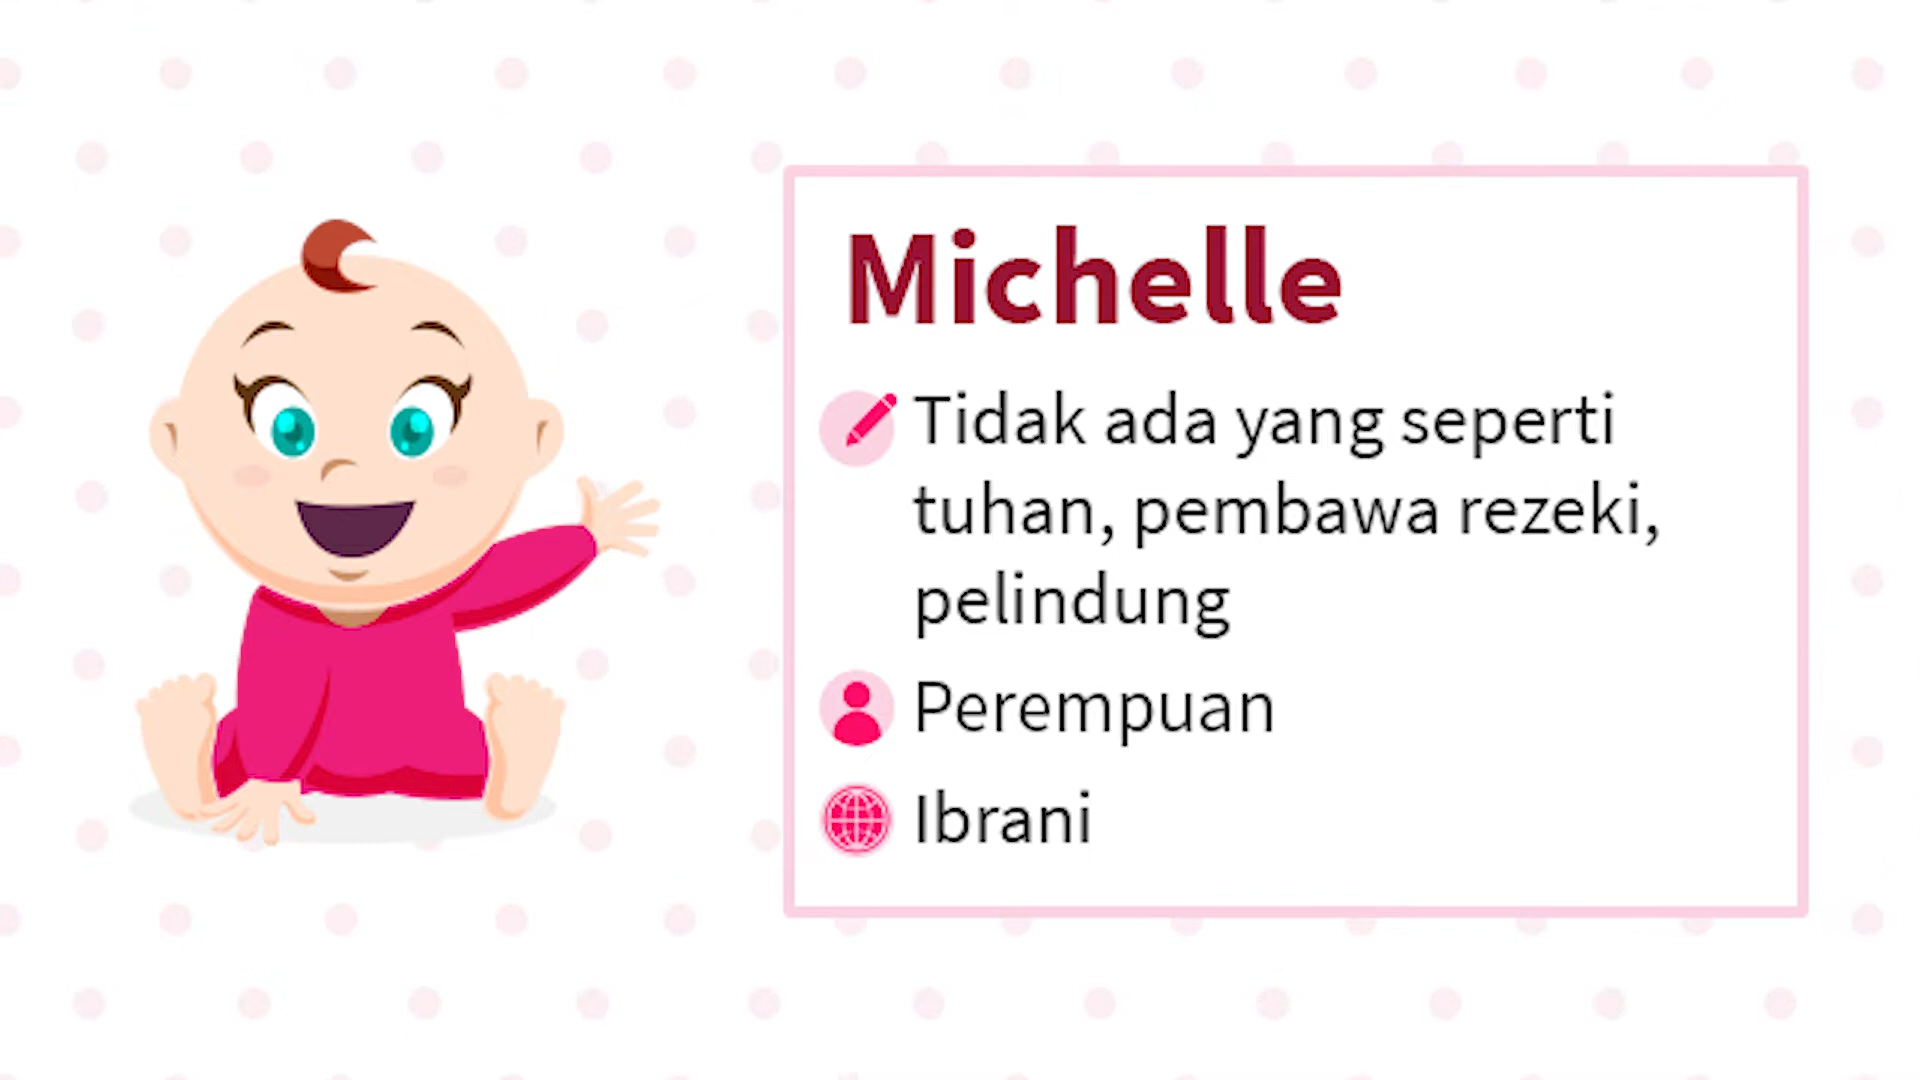 Michelle
Tidak ada yang seperti
tuhan, pembawa rezeki,
pelindung
Perempuan
Ibrani